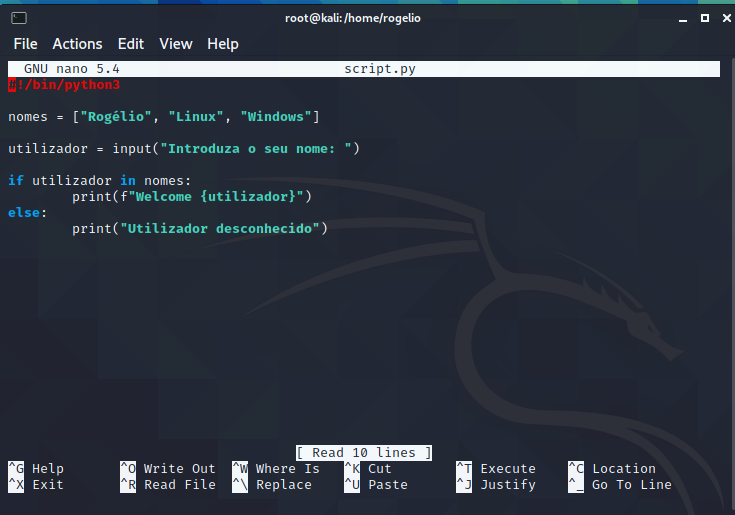 root@kali:/home/rogelio
File Actions Edit View Help
GNU nano 5.4 script.py
#!/bin/python3
nomes = ["Rogélio", "Linux", "Windows"]
utilizador = input("Introduza o seu nome: ")
if utilizador in nomes:
print(f"Welcome {utilizador}")
else:
print("Utilizador desconhecido")
[ Read 10 lines ]
^G Help ^O Write Out ^W Where Is ^K Cut ^T Execute ^C Location
^X Exit ^R Read File ^\ Replace ^U Paste ^J Justify ^_ Go To Line